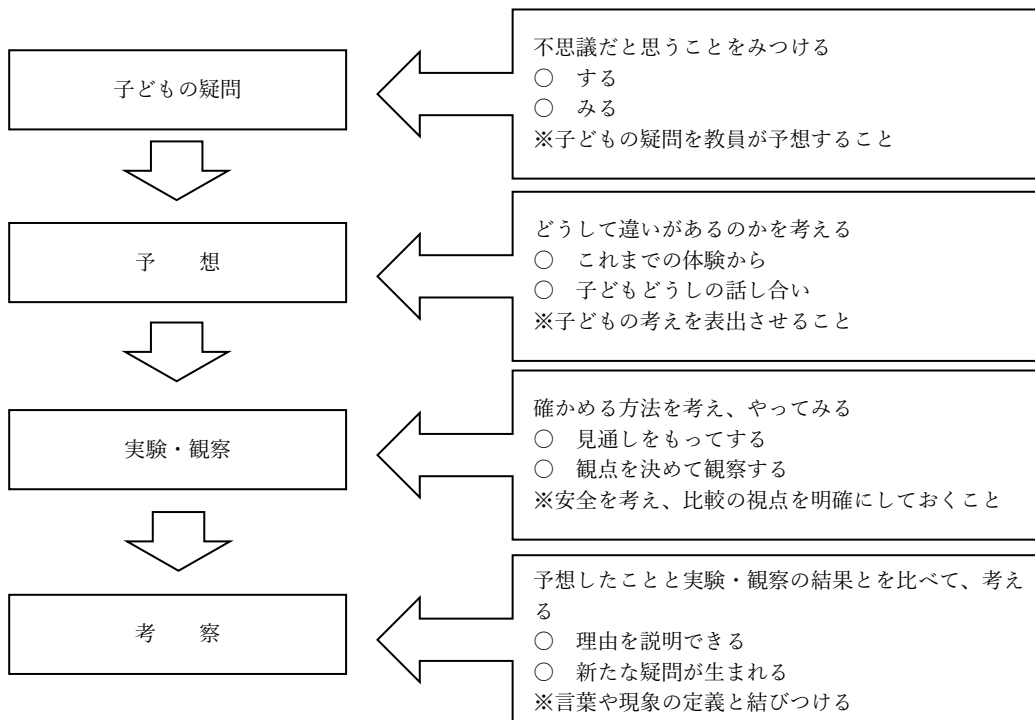 子どもの疑問
不思議だと思うことをみつける
○　する
○　みる
※子どもの疑問を教員が予想すること
予　　想
どうして違いがあるのかを考える
○　これまでの体験から
○　子どもどうしの話し合い
※子どもの考えを表出させること
実験・観察
確かめる方法を考え、やってみる
○　見通しをもってする
○　観点を決めて観察する
※安全を考え、比較の視点を明確にしておくこと
考　　察
予想したことと実験・観察の結果とを比べて、考え
る
○　理由を説明できる
○　新たな疑問が生まれる
※言葉や現象の定義と結びつける